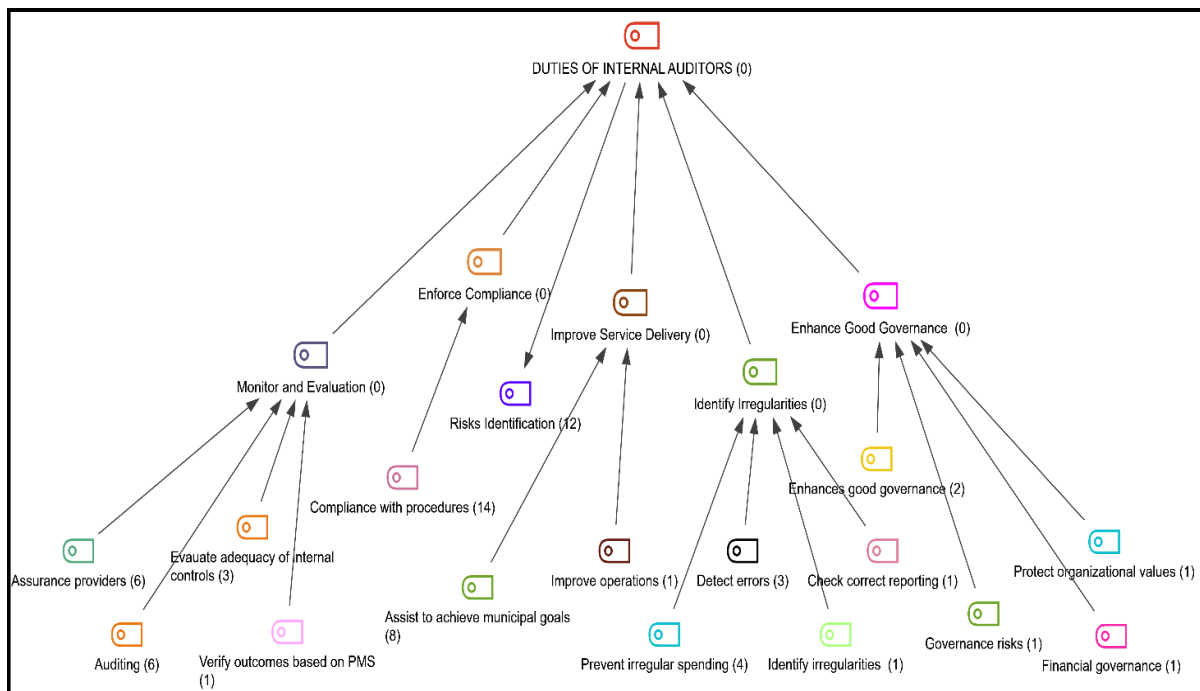 DUTIES OF INTERNAL AUDITORS (0)
Enforce Compliance (0)
Improve Service Delivery (0)
Enhance Good Governance (0)
Monitor and Evaluation (0)
Risks Identification (12)
Identify Irregularities (0)
Compliance with procedures (14)
Enhances good governance (2)
Assurance providers (6)
Evauate adequacy of internal
controls (3)
Improve operations (1)
Detect errors (3)
Check correct reporting (1)
Protect organizational values (1)
Assist to achieve municipal goals
(8)
Auditing (6)
Verify outcomes based on PMS
(1)
Prevent irregular spending (4)
Identify irregularities (1)
Governance risks (1)
Financial governance (1)